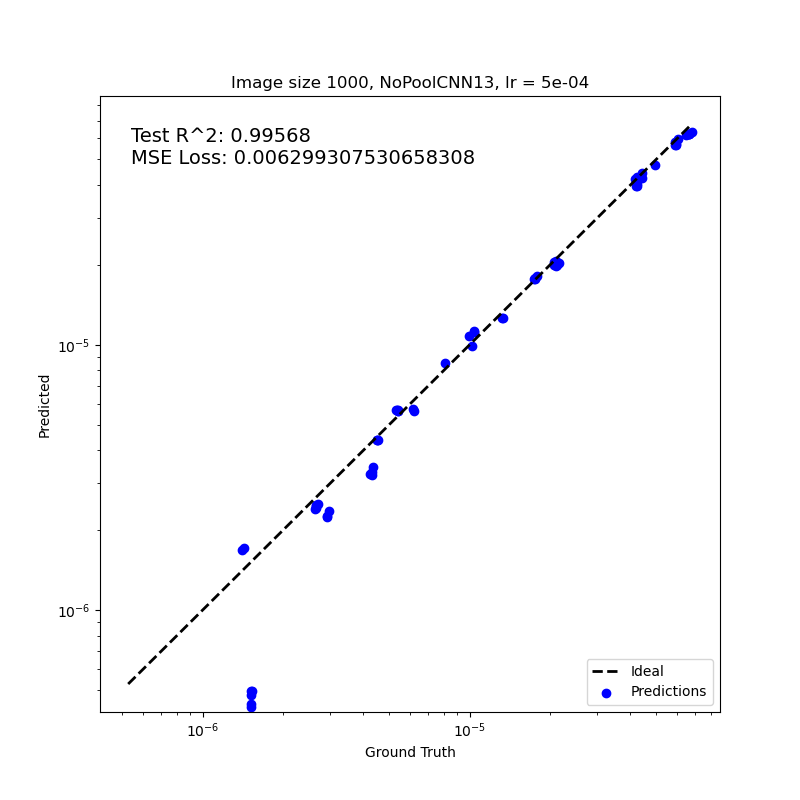 Image size 1000, NoPoolCNN13, lr = 5e-04
Test R^2: 0.99568
MSE Loss: 0.006299307530658308
10⁻⁵
Predicted
10⁻⁶
Ideal
Predictions
10⁻⁶ 10⁻⁵
Ground Truth